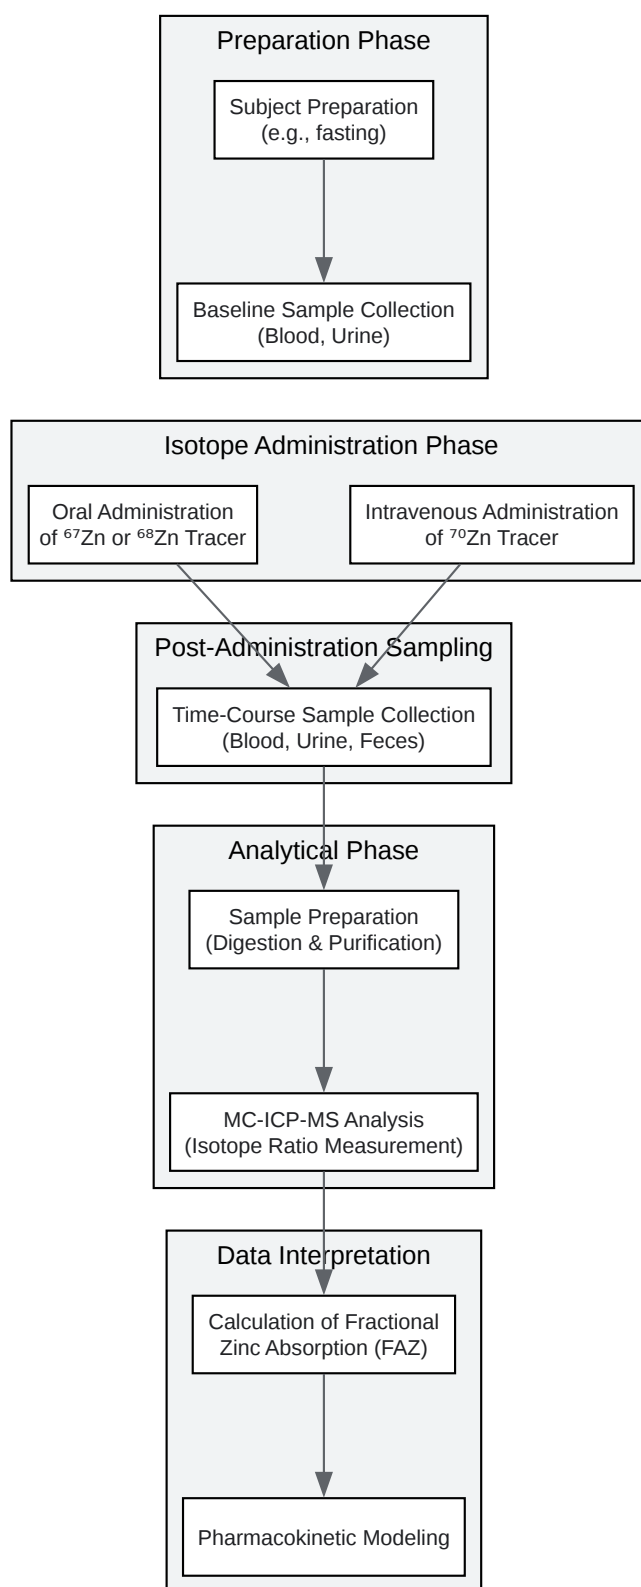 Preparation Phase
Subject Preparation
(e.g., fasting)
Baseline Sample Collection
(Blood, Urine)
Isotope Administration Phase
Oral Administration
of ⁶⁷Zn or ⁶⁸Zn Tracer
Intravenous Administration
of ⁷⁰Zn Tracer
Post-Administration Sampling
Time-Course Sample Collection
(Blood, Urine, Feces)
Analytical Phase
Sample Preparation
(Digestion & Purification)
MC-ICP-MS Analysis
(Isotope Ratio Measurement)
Data Interpretation
Calculation of Fractional
Zinc Absorption (FAZ)
Pharmacokinetic Modeling